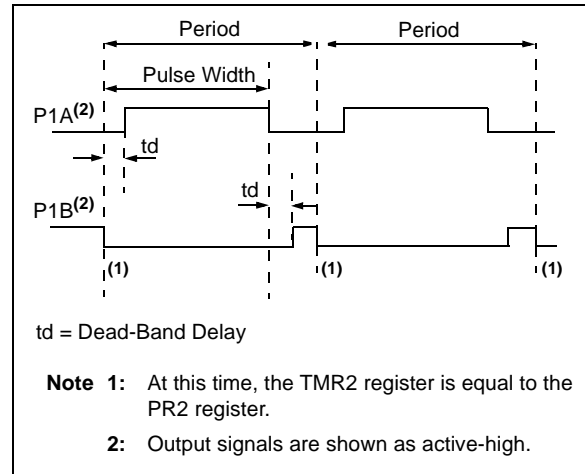 Period Period
Pulse Width
P1A(2)
td
td
P1B(2)
(1) (1) (1)
td = Dead-Band Delay
Note 1: At this time, the TMR2 register is equal to the
PR2 register.
2: Output signals are shown as active-high.